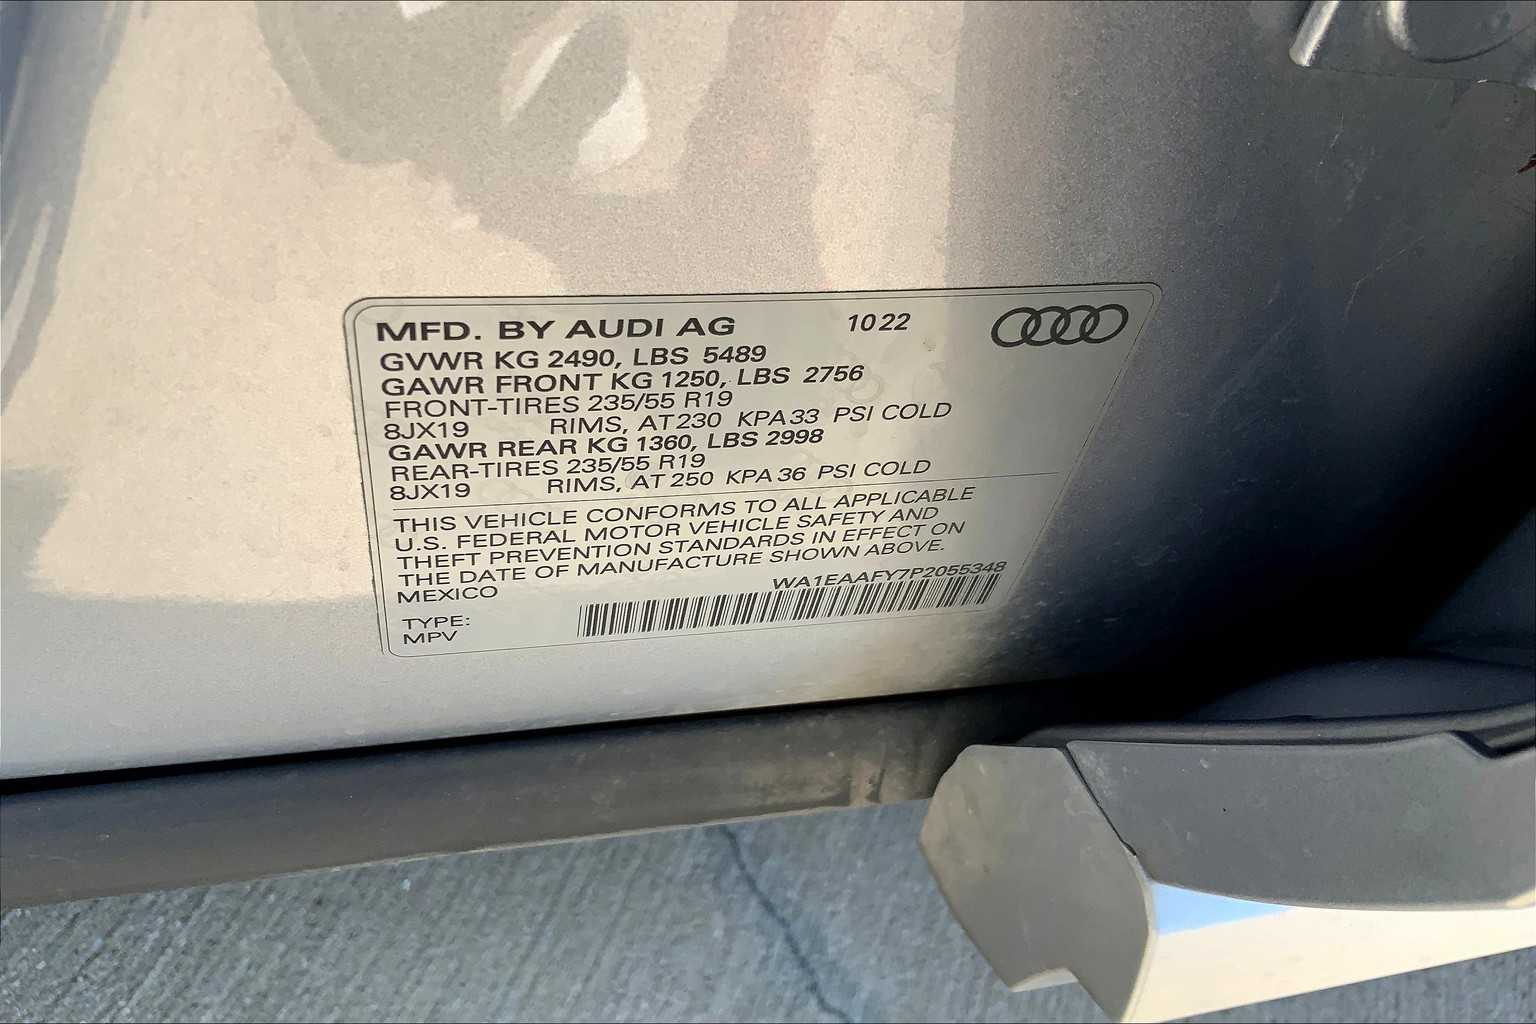 MFD. BY AUDI AG 1022
GVWR KG 2490, LBS 5489
GAWR FRONT KG 1250, LBS 2756
FRONT-TIRES 235/55 R19
8JX19 RIMS, AT 230 KPA 33 PSI COLD
GAWR REAR KG 1360, LBS 2998
REAR-TIRES 235/55 R19
8JX19 RIMS, AT 250 KPA 36 PSI COLD
THIS VEHICLE CONFORMS TO ALL APPLICABLE
U.S. FEDERAL MOTOR VEHICLE SAFETY AND
THEFT PREVENTION STANDARDS IN EFFECT ON
THE DATE OF MANUFACTURE SHOWN ABOVE.
MEXICO WA1EAAFY7P2055348
TYPE:
MPV